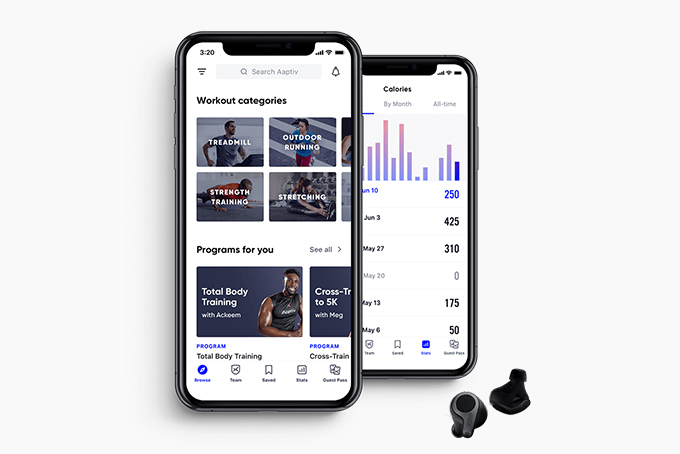 3:20
Search Aaptiv
Workout categories
TREADMILL
OUTDOOR
RUNNING
STRENGTH
TRAINING
STRETCHING
Programs for you
See all
Total Body
Training
with Ackeem
Cross-Tr
to 5K
with Meg
PROGRAM
Total Body Training
PROGRAM
Cross-Train
Browse
Team
Saved
Stats
Guest Pass
Calories
By Month
All-time
un 10
250
Jun 3
425
May 27
310
May 20
0
May 13
175
May 6
50
Team
Saved
Stats
Guest Pass